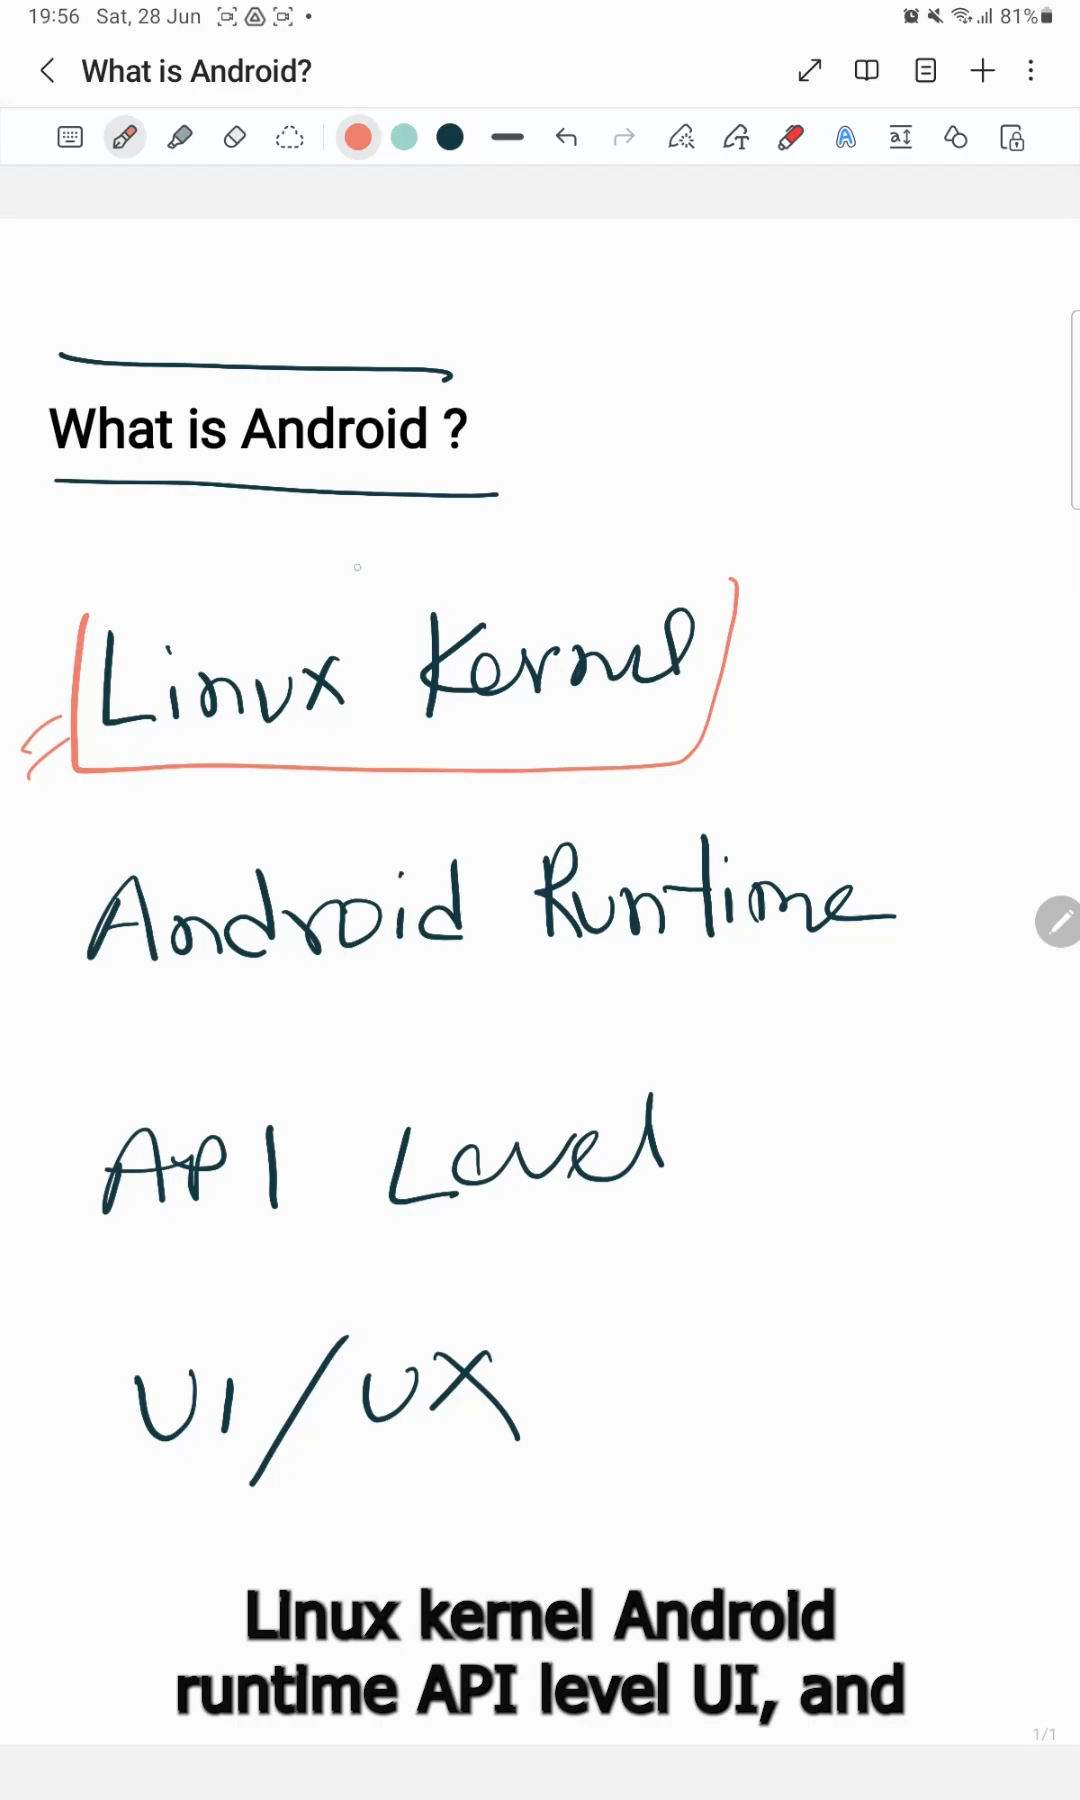 19:56 Sat, 28 Jun 81%
What is Android?
What is Android ?
Linux Kernel
Android Runtime
API Level
UI/UX
Linux kernel Android
runtime API level UI, and
1/1